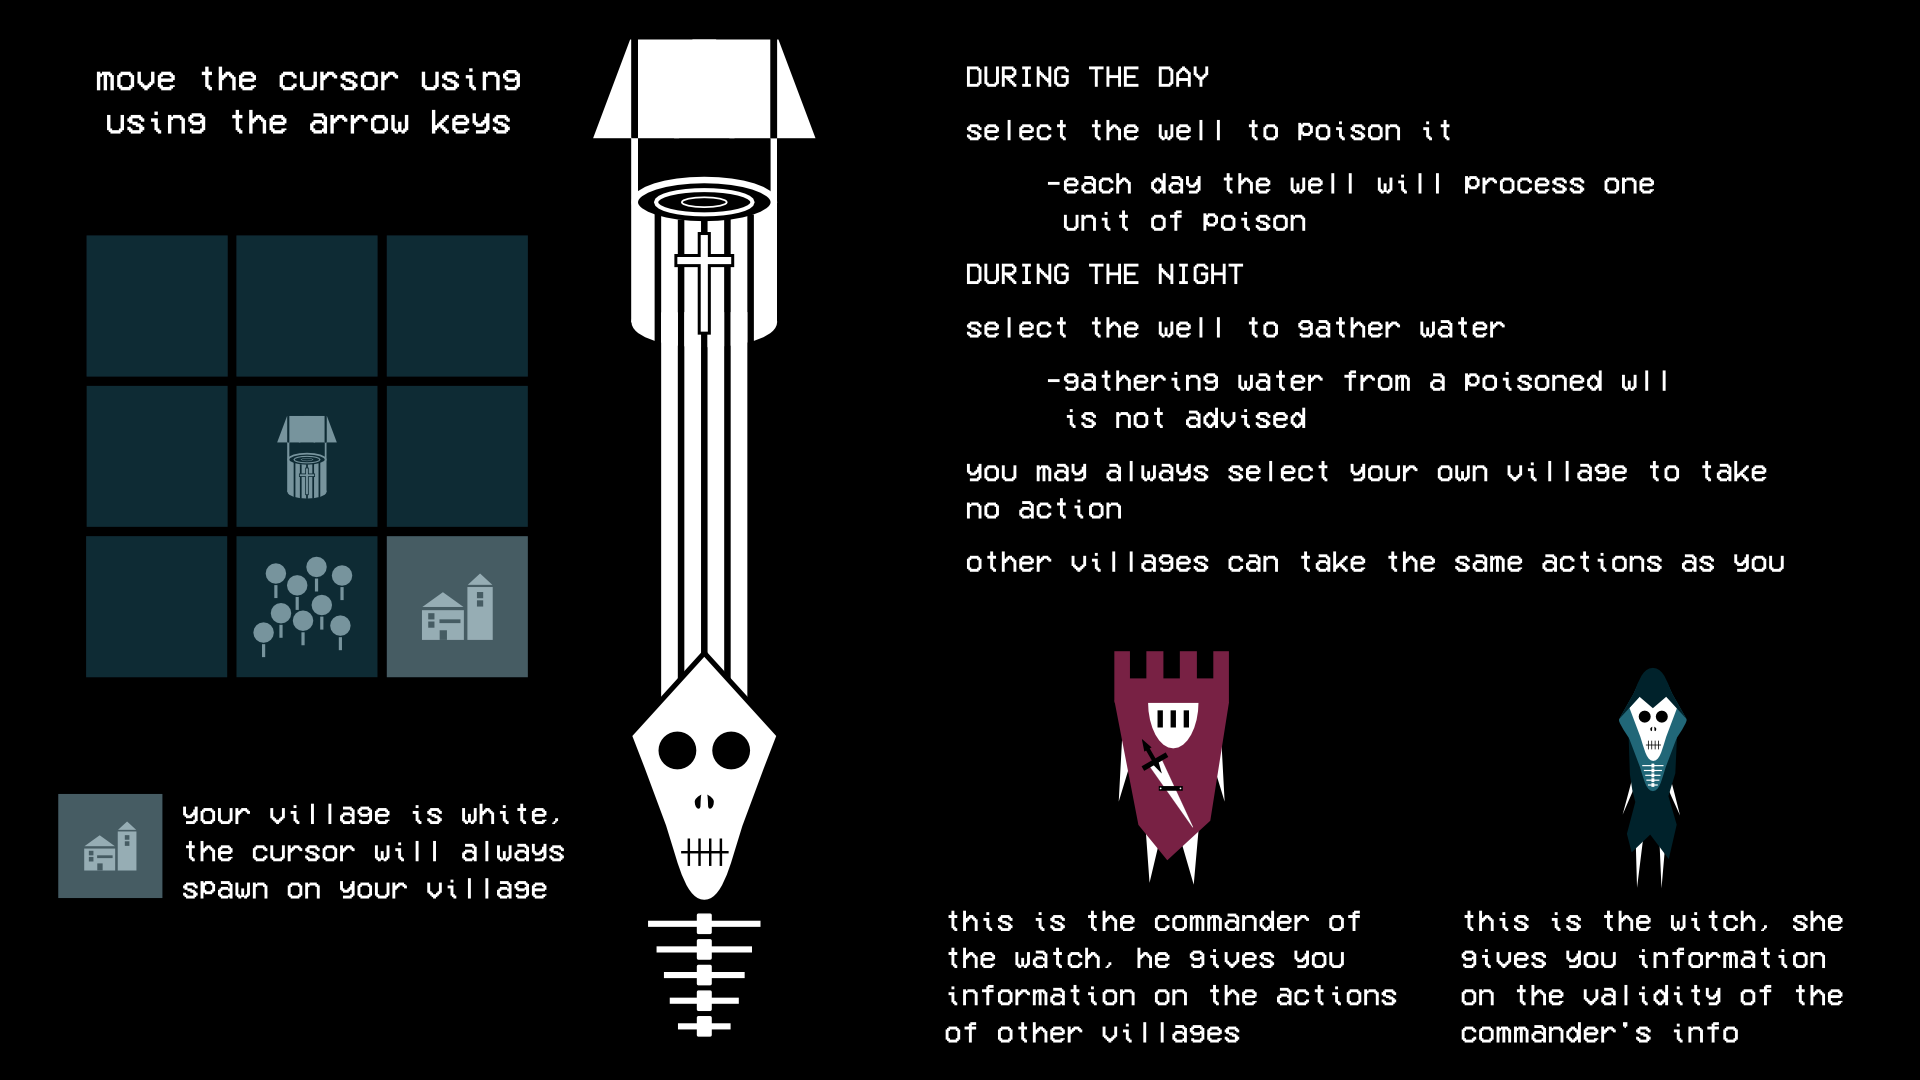 move the cursor using
using the arrow keys
your village is white,
the cursor will always
spawn on your village
DURING THE DAY
select the well to poison it
-each day the well will process one
unit of poison
DURING THE NIGHT
select the well to gather water
-gathering water from a poisoned wll
is not advised
you may always select your own village to take
no action
other villages can take the same actions as you
this is the commander of
the watch, he gives you
information on the actions
of other villages
this is the witch, she
gives you information
on the validity of the
commander's info